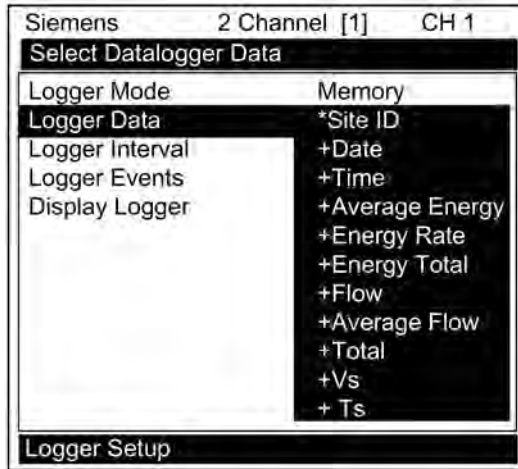 Siemens 2 Channel [1] CH 1
Select Datalogger Data
Logger Mode Memory
Logger Data *Site ID
Logger Interval +Date
Logger Events +Time
Display Logger +Average Energy
+Energy Rate
+Energy Total
+Flow
+Average Flow
+Total
+Vs
+ Ts
Logger Setup